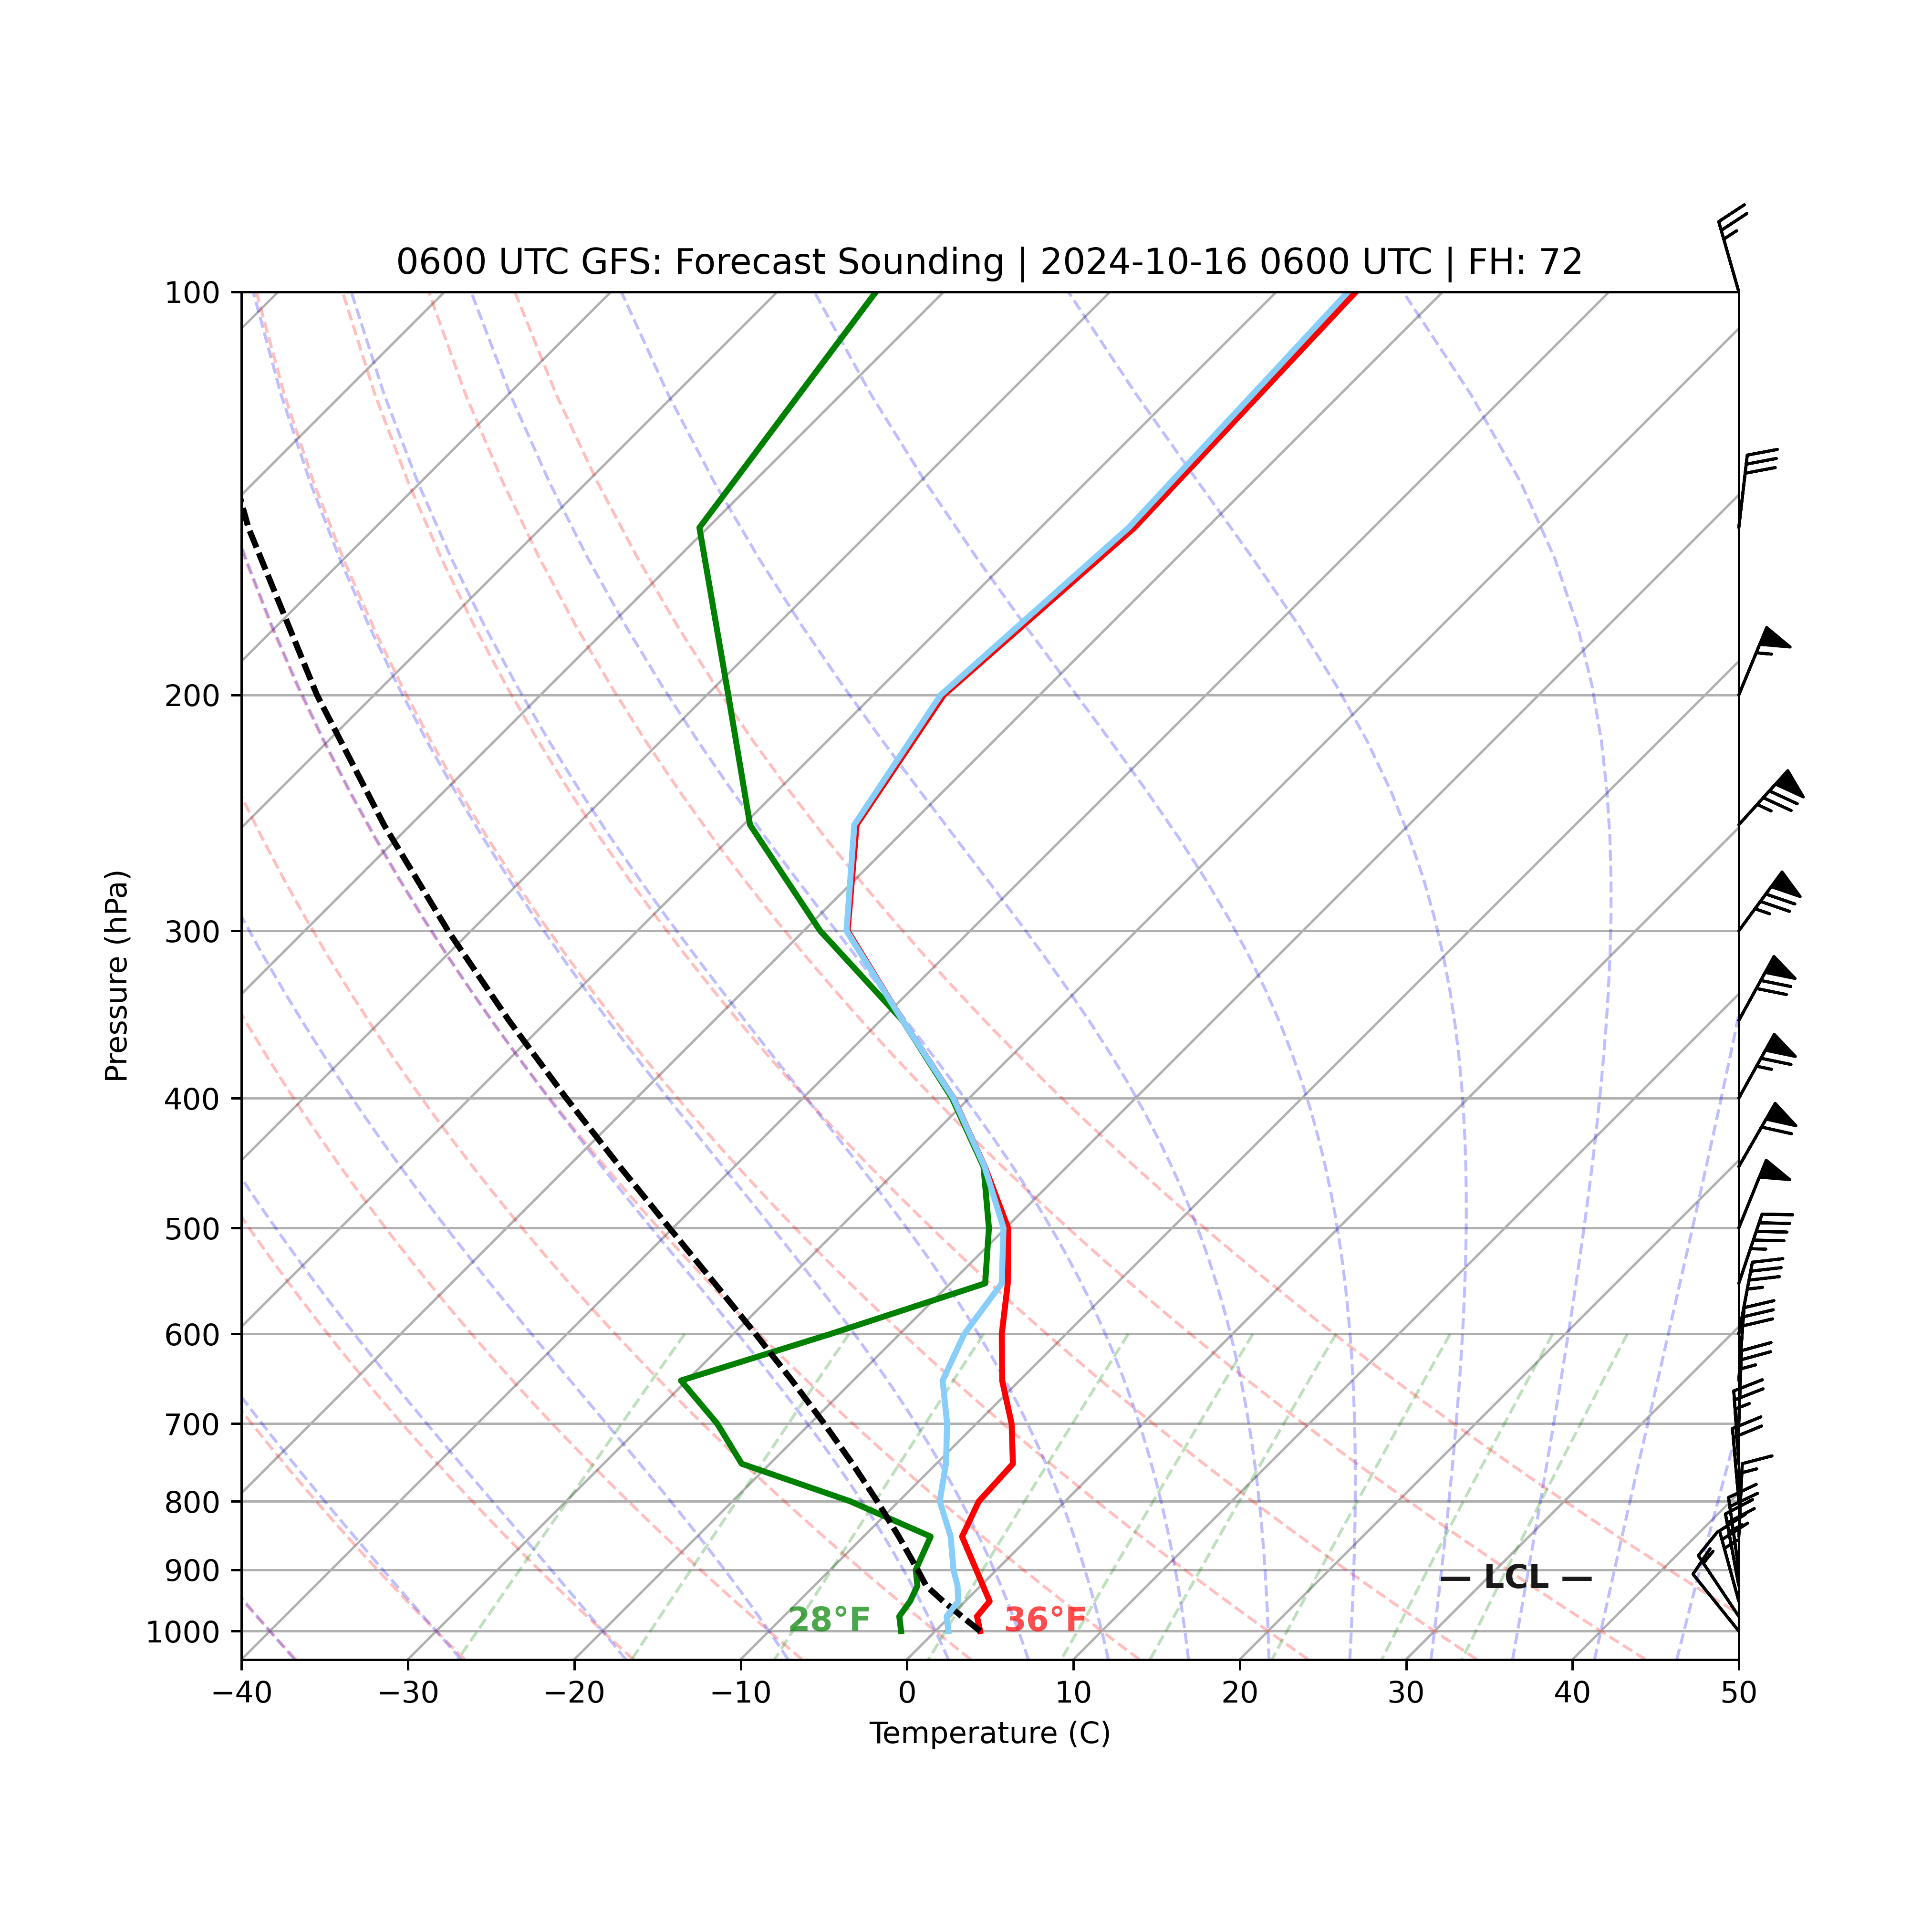 0600 UTC GFS: Forecast Sounding | 2024-10-16 0600 UTC | FH: 72
100
200
300
400
500
600
700
800
900
1000
Pressure (hPa)
— LCL —
28°F 36°F
−40 −30 −20 −10 0 10 20 30 40 50
Temperature (C)